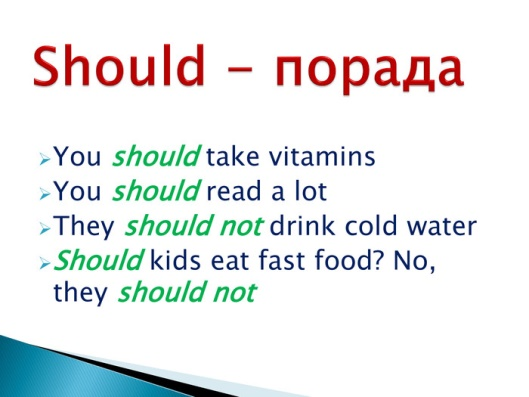 Should – порада
You should take vitamins
You should read a lot
They should not drink cold water
Should kids eat fast food? No,
they should not